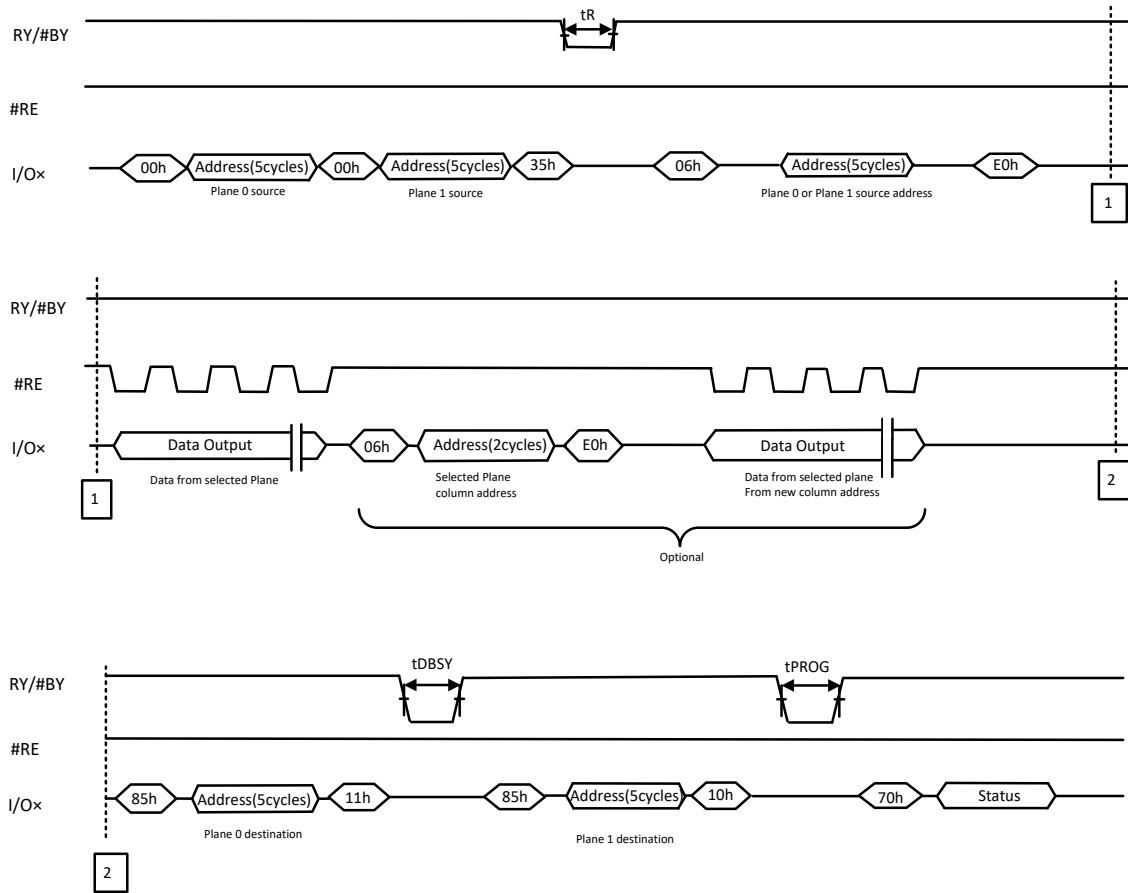 tR
RY/#BY
#RE
I/O×
00h Address(5cycles) 00h Address(5cycles) 35h 06h Address(5cycles) E0h
Plane 0 source Plane 1 source Plane 0 or Plane 1 source address
1
RY/#BY
#RE
I/O×
Data Output 06h Address(2cycles) E0h Data Output
Data from selected Plane Selected Plane Data from selected plane
column address From new column address
1 2
Optional
tDBSY tPROG
RY/#BY
#RE
I/O×
85h Address(5cycles) 11h 85h Address(5cycles) 10h 70h Status
Plane 0 destination Plane 1 destination
2